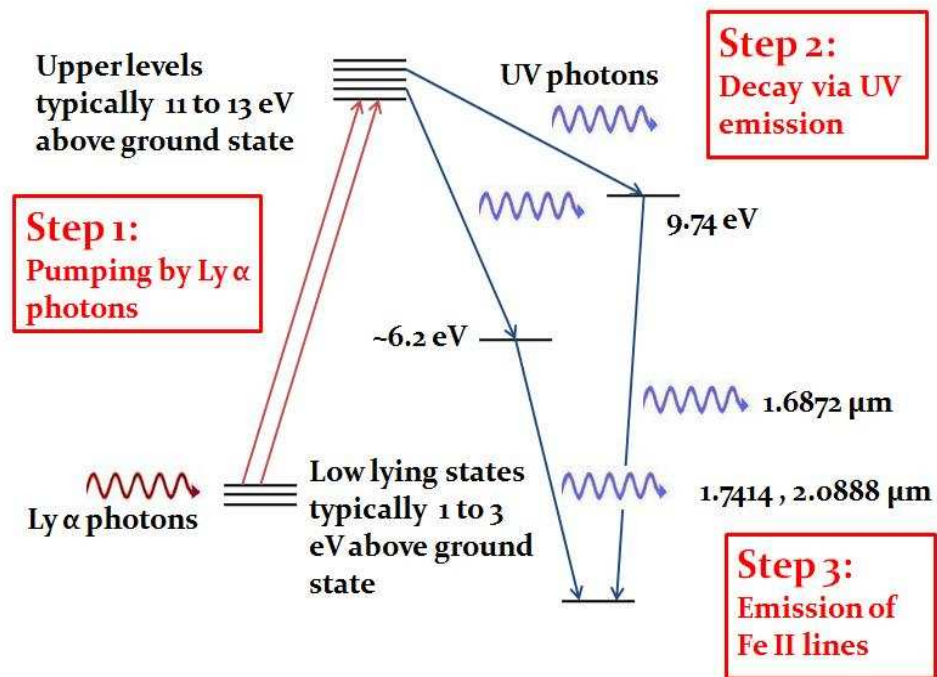 Upper levels
typically 11 to 13 eV
above ground state
UV photons
Step 2:
Decay via UV
emission
Step 1:
Pumping by Ly α
photons
9.74 eV
~6.2 eV
1.6872 µm
Low lying states
typically 1 to 3
eV above ground
state
Ly α photons
1.7414 , 2.0888 µm
Step 3:
Emission of
Fe II lines